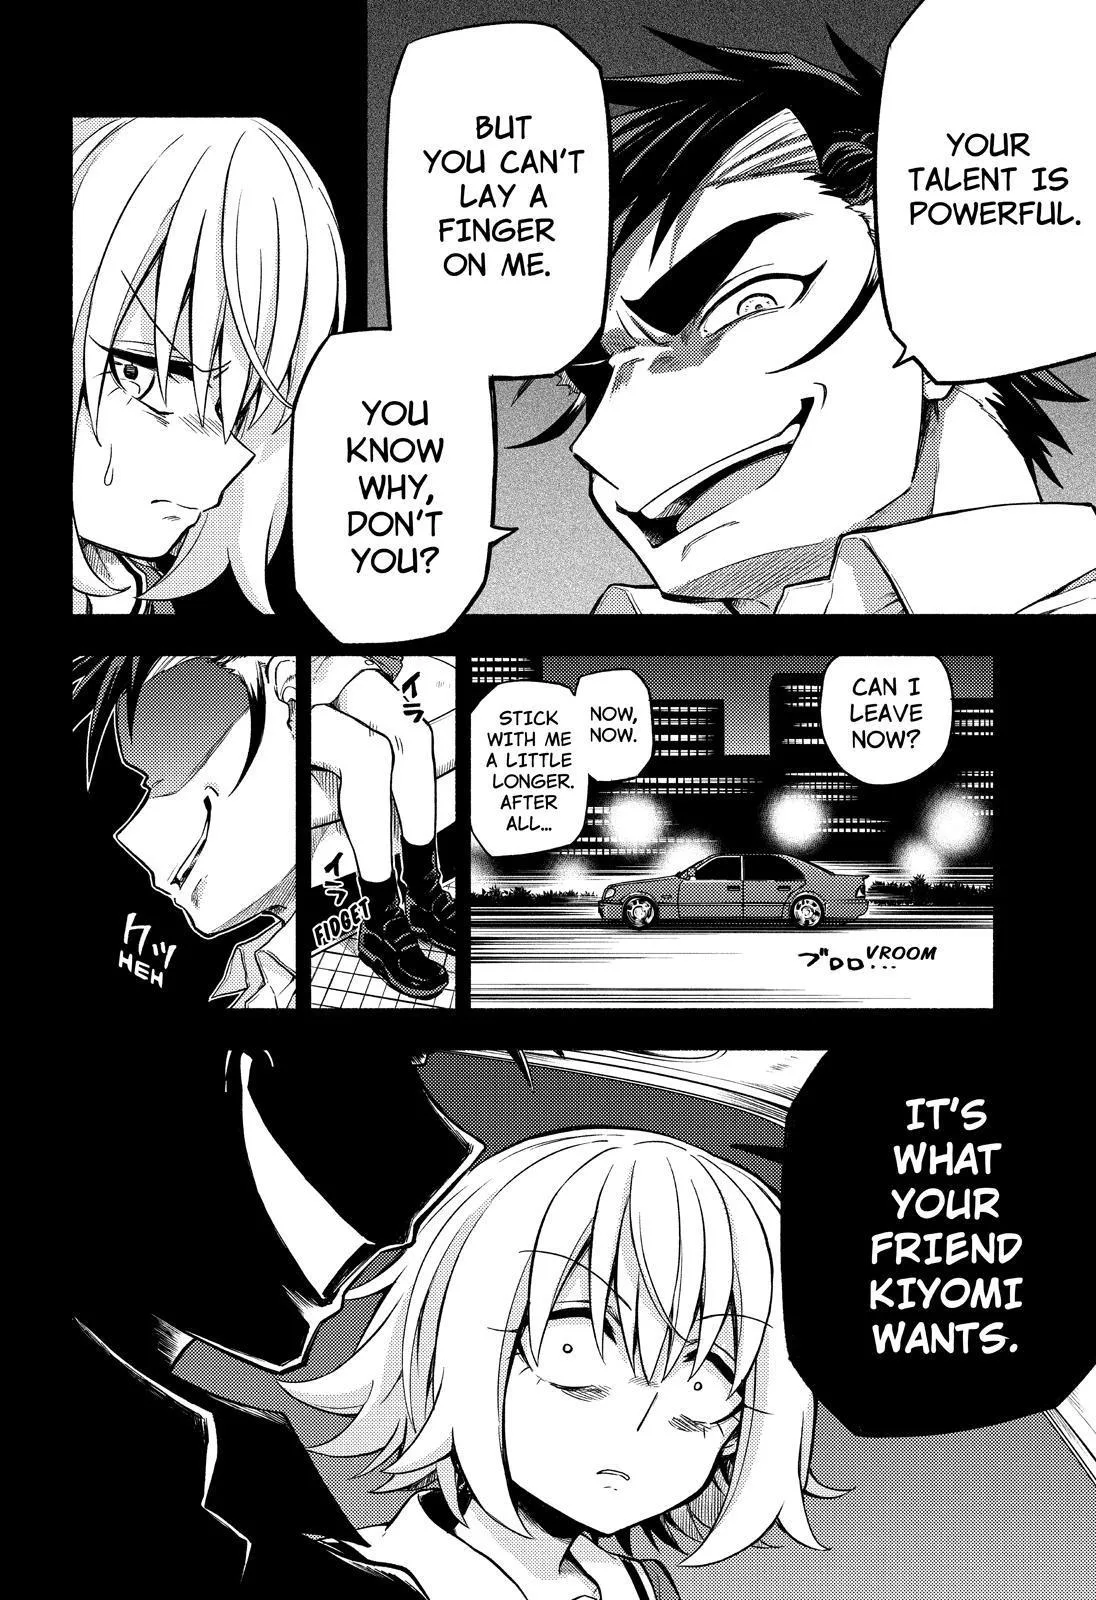 YOUR
TALENT IS
POWERFUL.
BUT
YOU CAN'T
LAY A
FINGER
ON ME.
YOU
KNOW
WHY,
DON'T
YOU?
CAN I
LEAVE
NOW?
NOW,
NOW.
STICK
WITH ME
A LITTLE
LONGER.
AFTER
ALL...
ブロロ...
VROOM
イラ
イラ
FIDGET
クッ
HEH
IT'S
WHAT
YOUR
FRIEND
KIYOMI
WANTS.